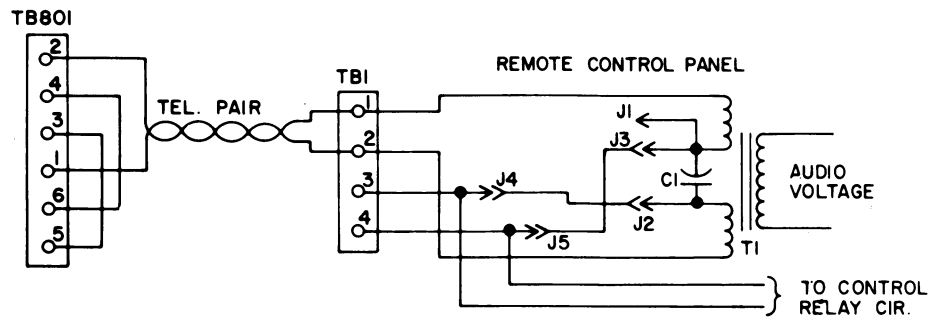 TB801
2
4
3
1
6
5
TEL. PAIR
TB1
1
2
3
4
REMOTE CONTROL PANEL
J1
J3
J4
C1
J2
J5
T1
AUDIO
VOLTAGE
TO CONTROL
RELAY CIR.